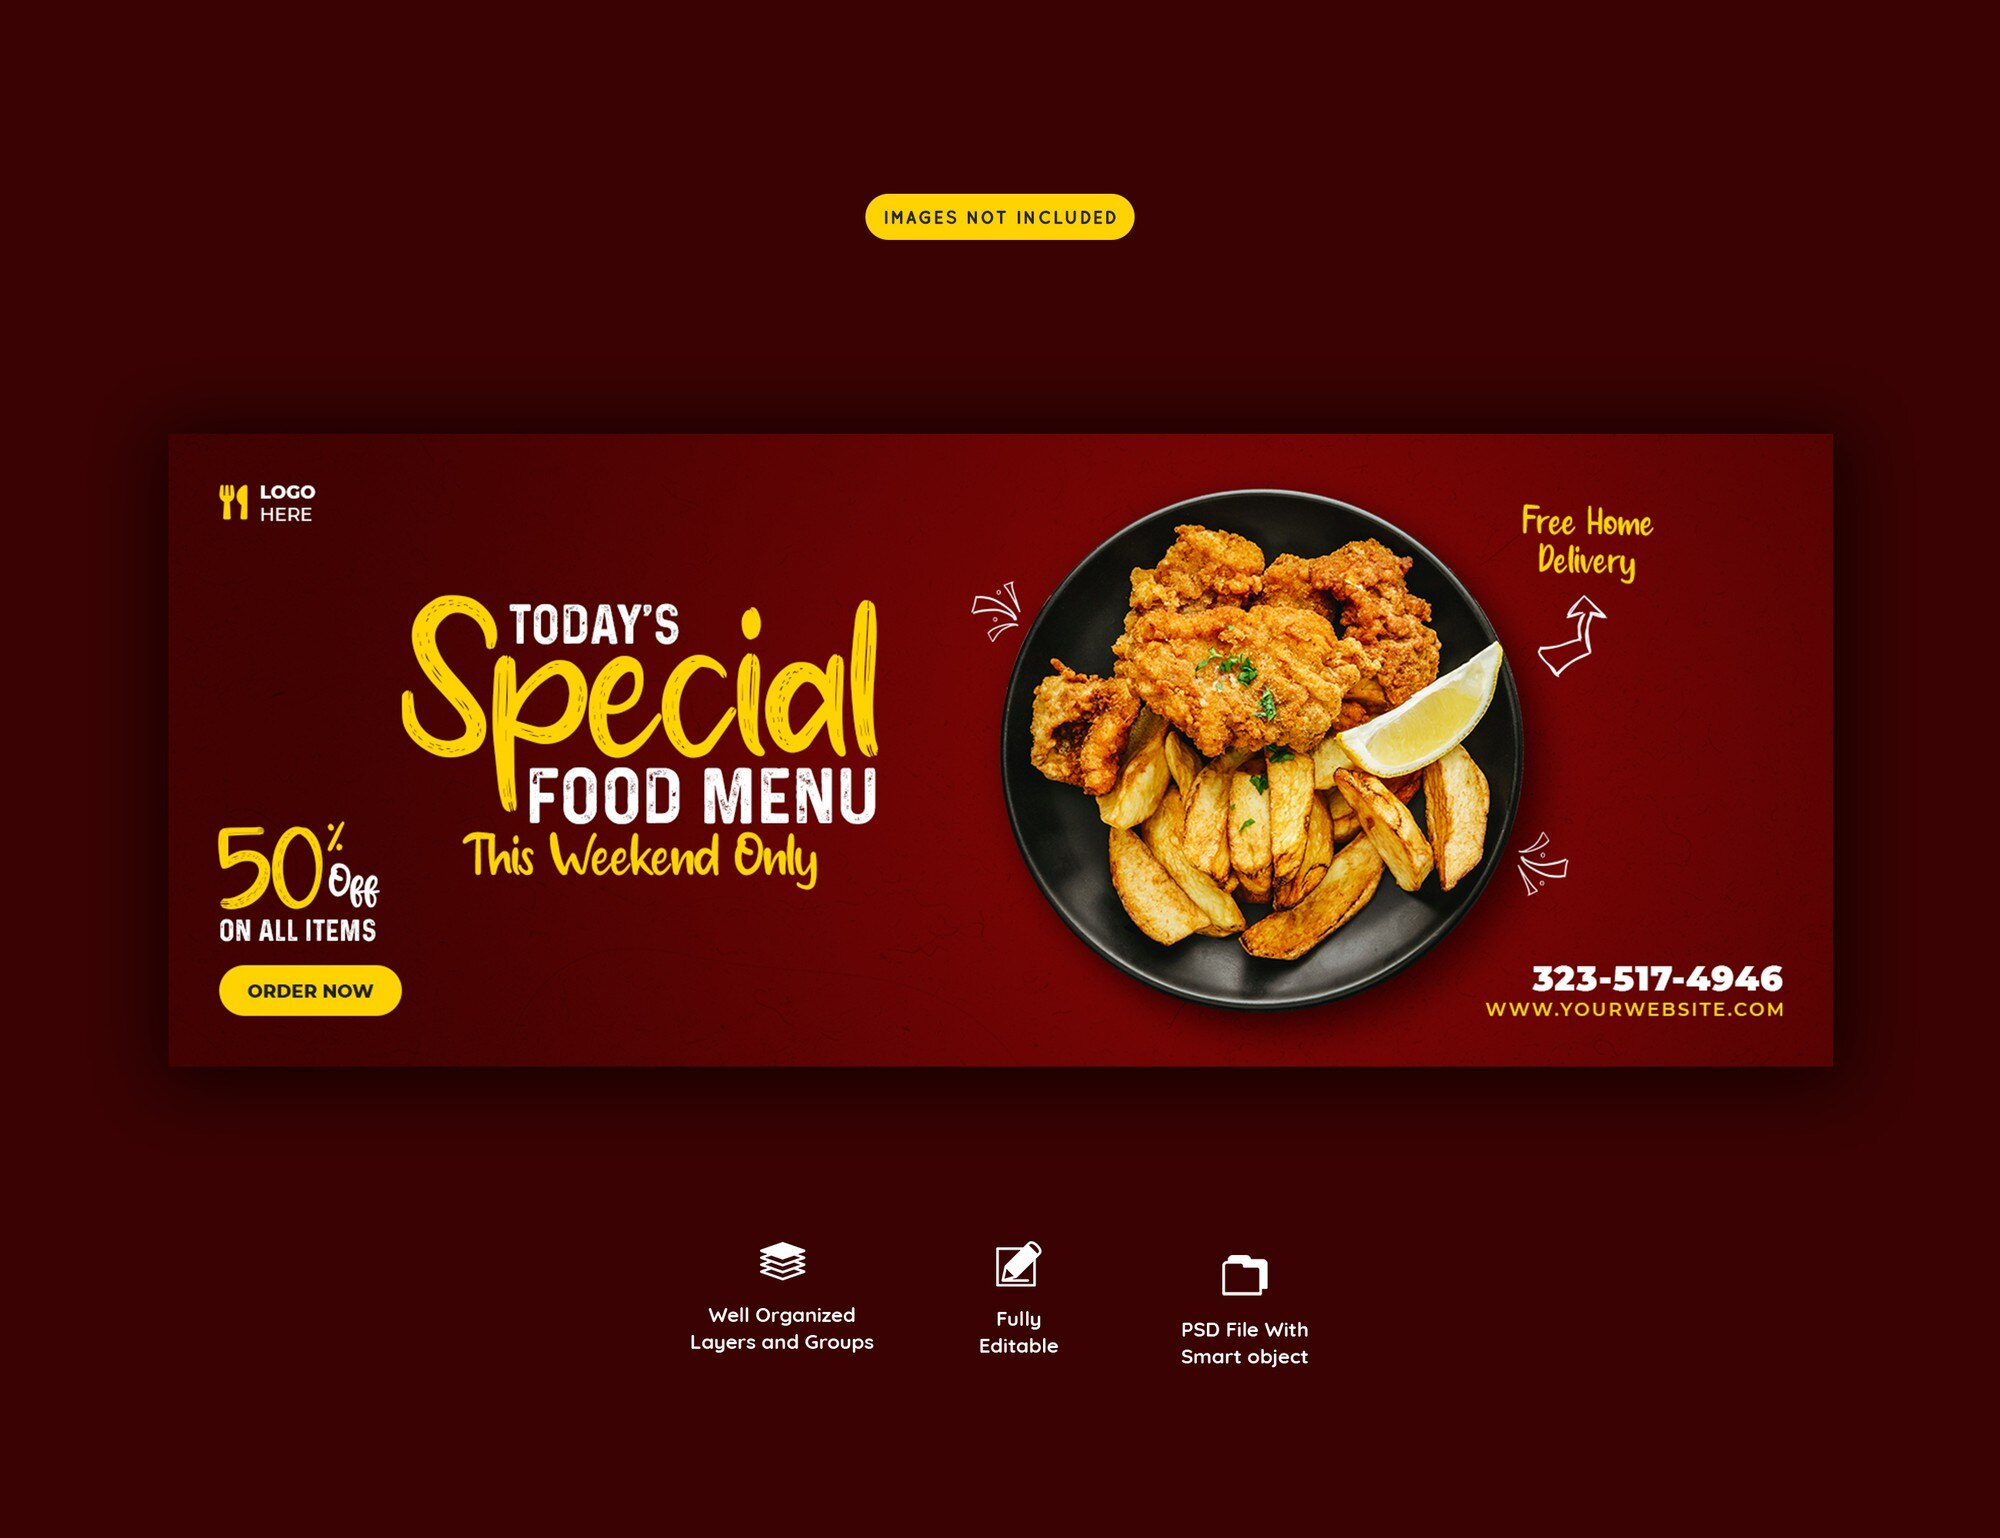 IMAGES NOT INCLUDED
LOGO
HERE
TODAY'S
Special
FOOD MENU
This Weekend Only
50%
Off
ON ALL ITEMS
ORDER NOW
Free Home
Delivery
323-517-4946
WWW.YOURWEBSITE.COM
Well Organized
Layers and Groups
Fully
Editable
PSD File With
Smart object